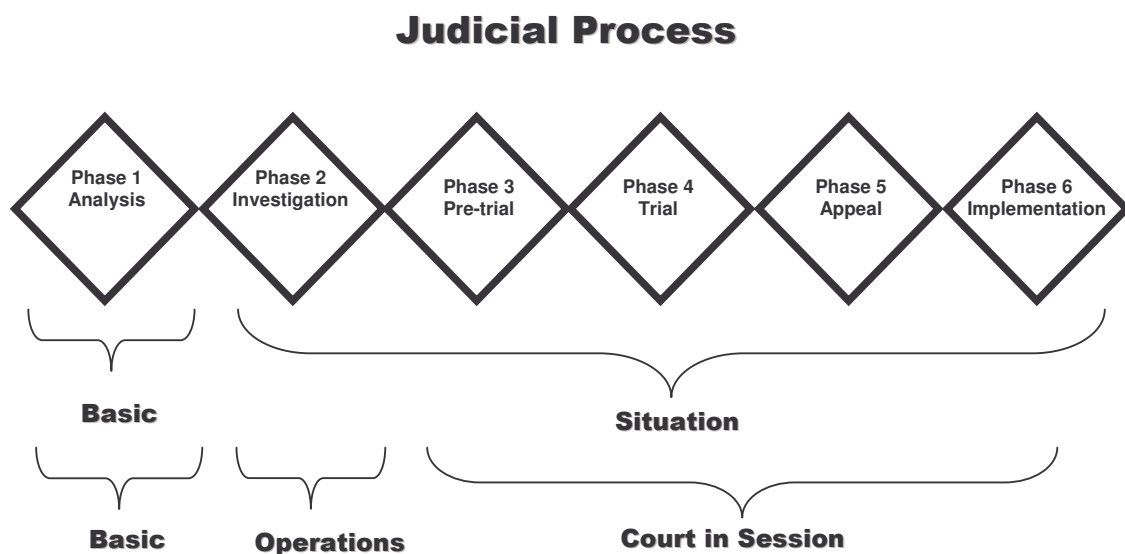 Judicial Process
Phase 1
Analysis
Phase 2
Investigation
Phase 3
Pre-trial
Phase 4
Trial
Phase 5
Appeal
Phase 6
Implementation
Basic
Situation
Basic
Operations
Court in Session